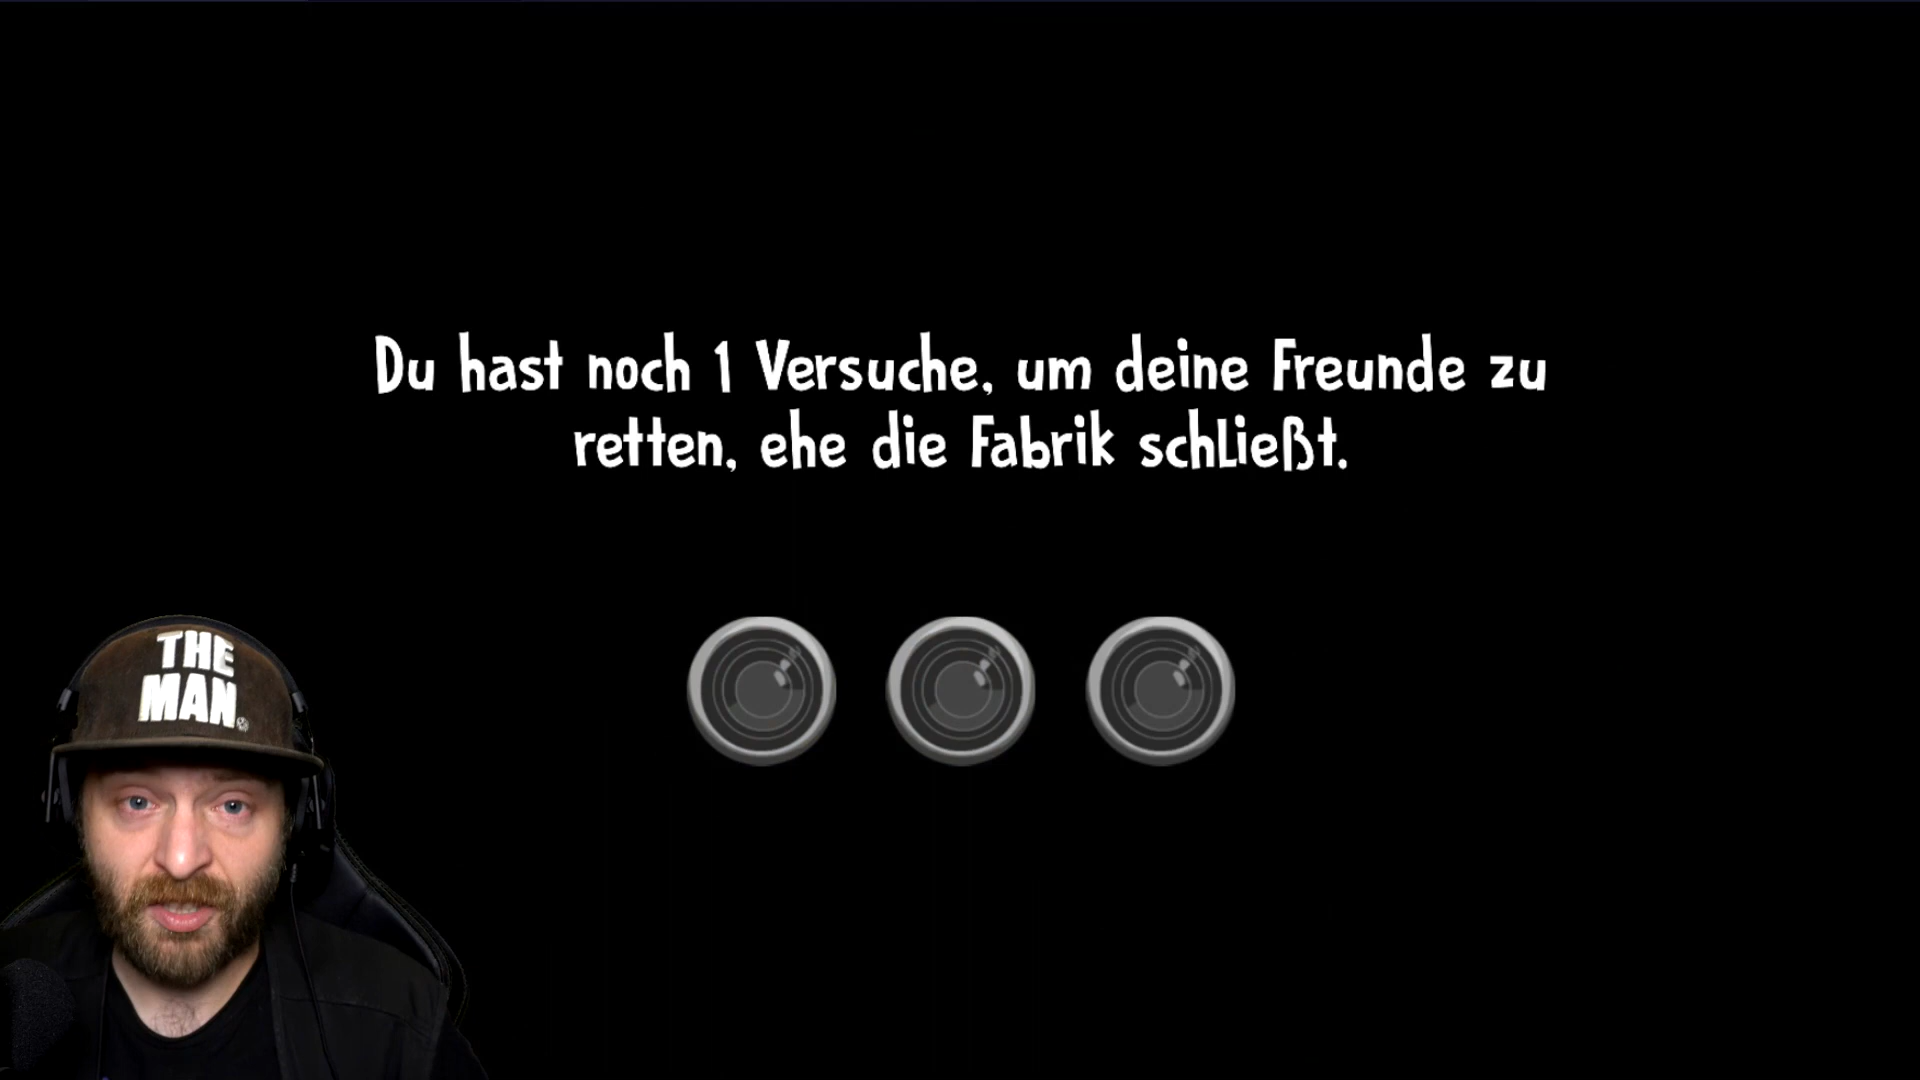 Du hast noch 1 Versuche, um deine Freunde zu
retten, ehe die Fabrik schließt.
THE
MAN.